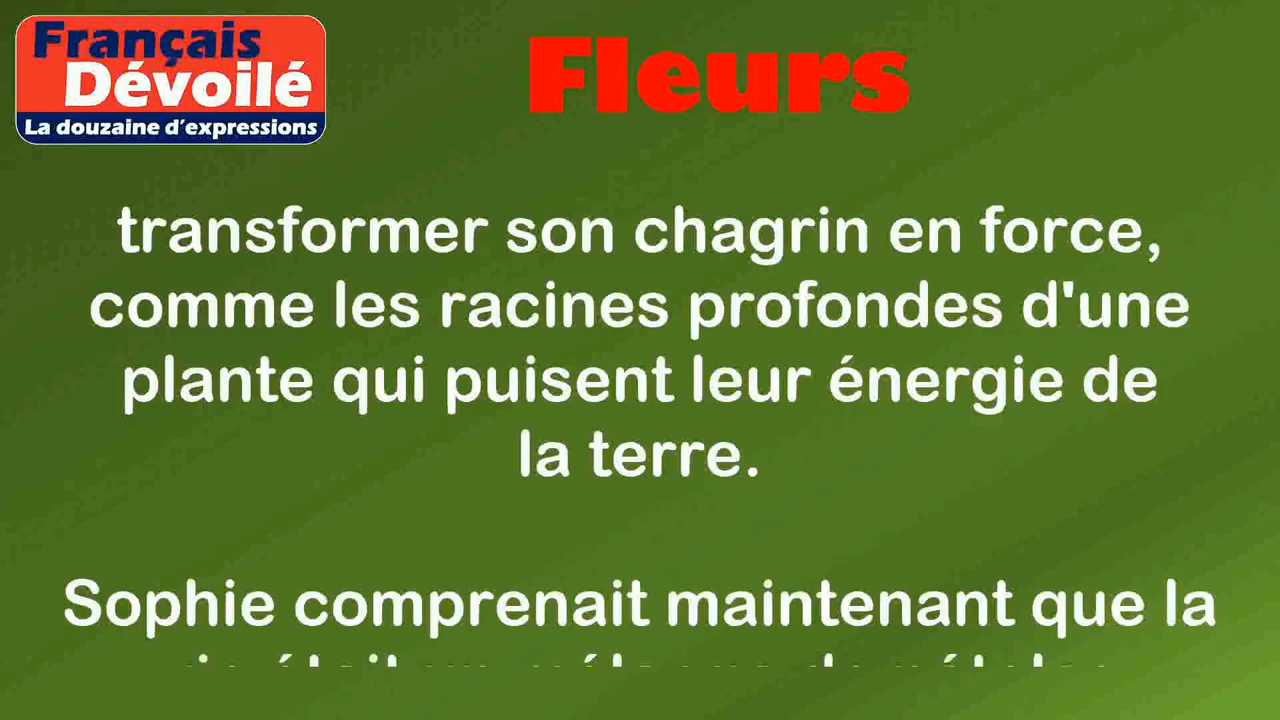 Français
Dévoilé
La douzaine d'expressions
Fleurs
transformer son chagrin en force,
comme les racines profondes d'une
plante qui puisent leur énergie de
la terre.
Sophie comprenait maintenant que la